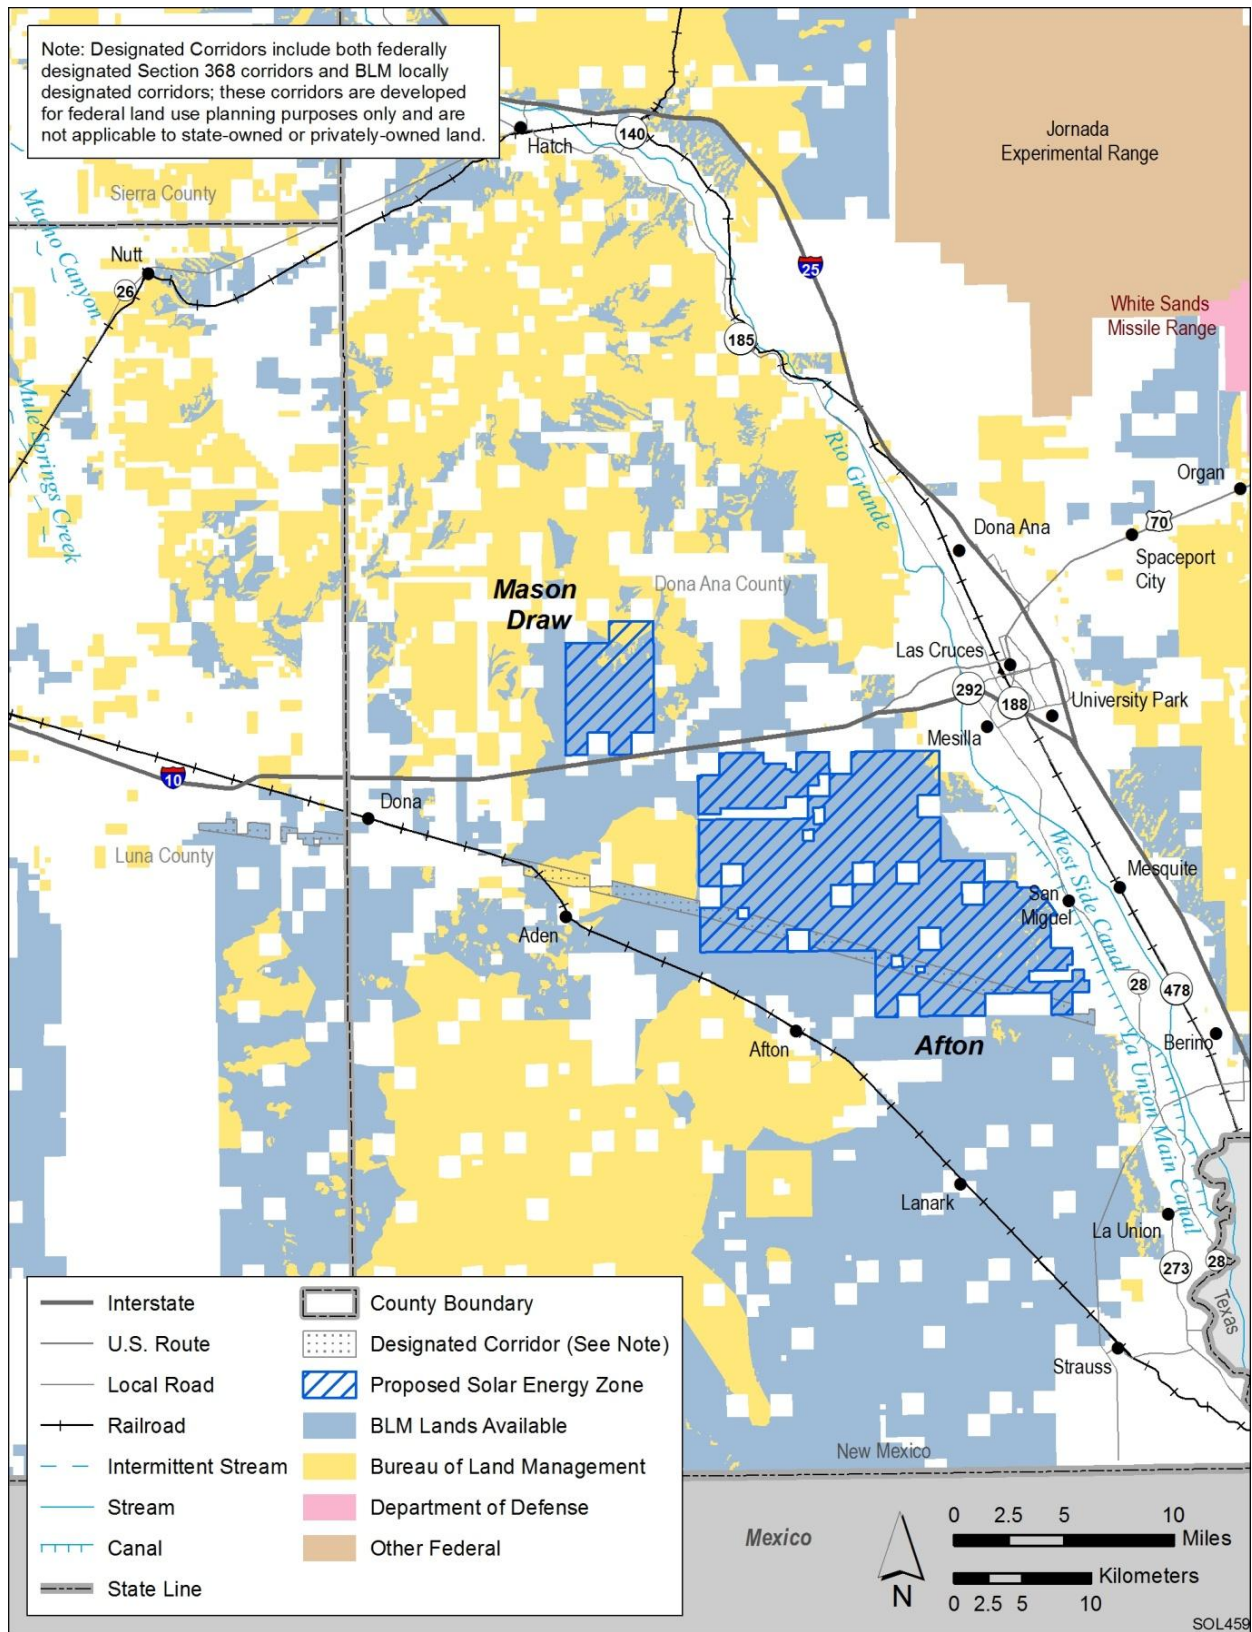 Note: Designated Corridors include both federally
designated Section 368 corridors and BLM locally
designated corridors; these corridors are developed
for federal land use planning purposes only and are
not applicable to state-owned or privately-owned land.
Hatch
140
Jornada
Experimental Range
Sierra County
Macho Canyon
Nutt
26
25
White Sands
Missile Range
185
Mule Springs Creek
Rio Grande
Organ
70
Dona Ana
Spaceport
City
Mason
Draw
Dona Ana County
Las Cruces
292
188
University Park
Mesilla
10
Dona
Luna County
West Side Canal
Mesquite
San
Miguel
Aden
28
478
Afton
Afton
Berino
La Union Main Canal
Lanark
La Union
273
28
Texas
Strauss
New Mexico
Interstate
U.S. Route
Local Road
Railroad
Intermittent Stream
Stream
Canal
State Line
County Boundary
Designated Corridor (See Note)
Proposed Solar Energy Zone
BLM Lands Available
Bureau of Land Management
Department of Defense
Other Federal
Mexico
N
0 2.5 5 10
Miles
Kilometers
0 2.5 5 10
SOL459